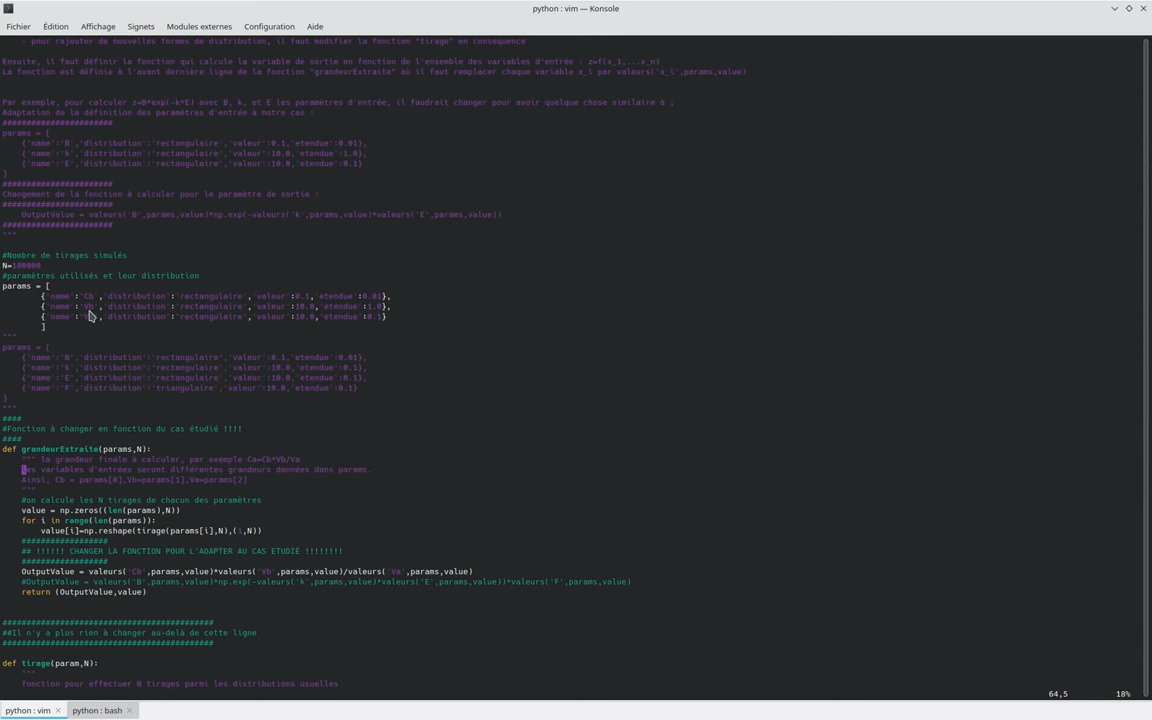 python : vim — Konsole
Fichier Édition Affichage Signets Modules externes Configuration Aide
- pour rajouter de nouvelles formes de distribution, il faut modifier la fonction "tirage" en consequence
Ensuite, il faut définir la fonction qui calcule la variable de sortie en fonction de l'ensemble des variables d'entrée : z=f(x_1,...x_n)
La fonction est définie à l'avant dernière ligne de la fonction "grandeurExtraite" où il faut remplacer chaque variable x_i par valeurs('x_i',params,value)
Par exemple, pour calculer z=B*exp(-k*E) avec B, k, et E les paramètres d'entrée, il faudrait changer pour avoir quelque chose similaire à ;
Adaptation de la définition des paramètres d'entrée à notre cas :
#######################
params = [
{'name':'B','distribution':'rectangulaire','valeur':0.1,'etendue':0.01},
{'name':'k','distribution':'rectangulaire','valeur':10.0,'etendue':1.0},
{'name':'E','distribution':'rectangulaire','valeur':10.0,'etendue':0.1}
]
#######################
Changement de la fonction à calculer pour le paramètre de sortie :
#######################
OutputValue = valeurs('B',params,value)*np.exp(-valeurs('k',params,value)*valeurs('E',params,value))
#######################
"""
#Nombre de tirages simulés
N=100000
#paramètres utilisés et leur distribution
params = [
{'name':'Cb','distribution':'rectangulaire','valeur':0.1,'etendue':0.01},
{'name':'Vb','distribution':'rectangulaire','valeur':10.0,'etendue':1.0},
{'name':'V ,'distribution':'rectangulaire','valeur':10.0,'etendue':0.1}
]
"""
params = [
{'name':'B','distribution':'rectangulaire','valeur':0.1,'etendue':0.01},
{'name':'k','distribution':'rectangulaire','valeur':10.0,'etendue':0.1},
{'name':'E','distribution':'rectangulaire','valeur':10.0,'etendue':0.1},
{'name':'F','distribution':'triangulaire','valeur':10.0,'etendue':0.1}
]
"""
####
#Fonction à changer en fonction du cas étudié !!!!
####
def grandeurExtraite(params,N):
""" la grandeur finale à calculer, par exemple Ca=Cb*Vb/Va
les variables d'entrées seront différentes grandeurs données dans params.
Ainsi, Cb = params[0],Vb=params[1],Va=params[2]
"""
#on calcule les N tirages de chacun des paramètres
value = np.zeros((len(params),N))
for i in range(len(params)):
value[i]=np.reshape(tirage(params[i],N),(1,N))
##################
## !!!!!! CHANGER LA FONCTION POUR L'ADAPTER AU CAS ETUDIÉ !!!!!!!!
##################
OutputValue = valeurs('Cb',params,value)*valeurs('Vb',params,value)/valeurs('Va',params,value)
#OutputValue = valeurs('B',params,value)*np.exp(-valeurs('k',params,value)*valeurs('E',params,value))*valeurs('F',params,value)
return (OutputValue,value)
############################################
##Il n'y a plus rien à changer au-delà de cette ligne
############################################
def tirage(param,N):
"""
fonction pour effectuer N tirages parmi les distributions usuelles
64,5 18%
python : vim python : bash